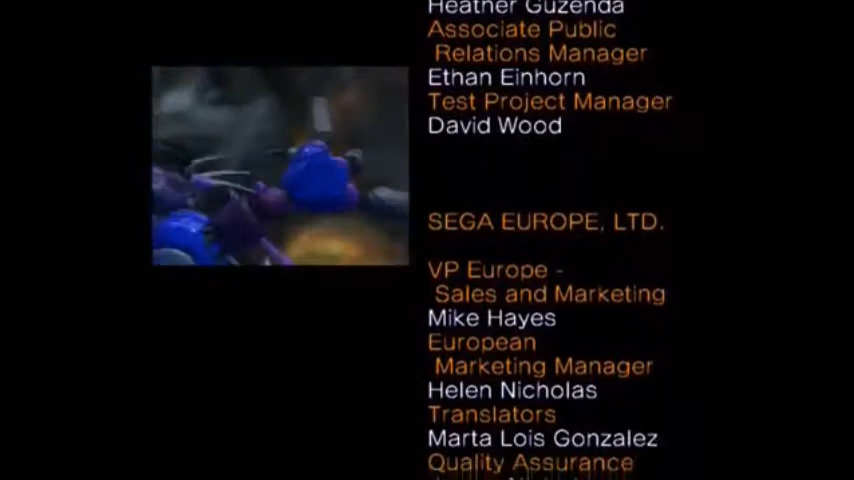 Heather Guzenda
Associate Public
Relations Manager
Ethan Einhorn
Test Project Manager
David Wood
SEGA EUROPE, LTD.
VP Europe -
Sales and Marketing
Mike Hayes
European
Marketing Manager
Helen Nicholas
Translators
Marta Lois Gonzalez
Quality Assurance